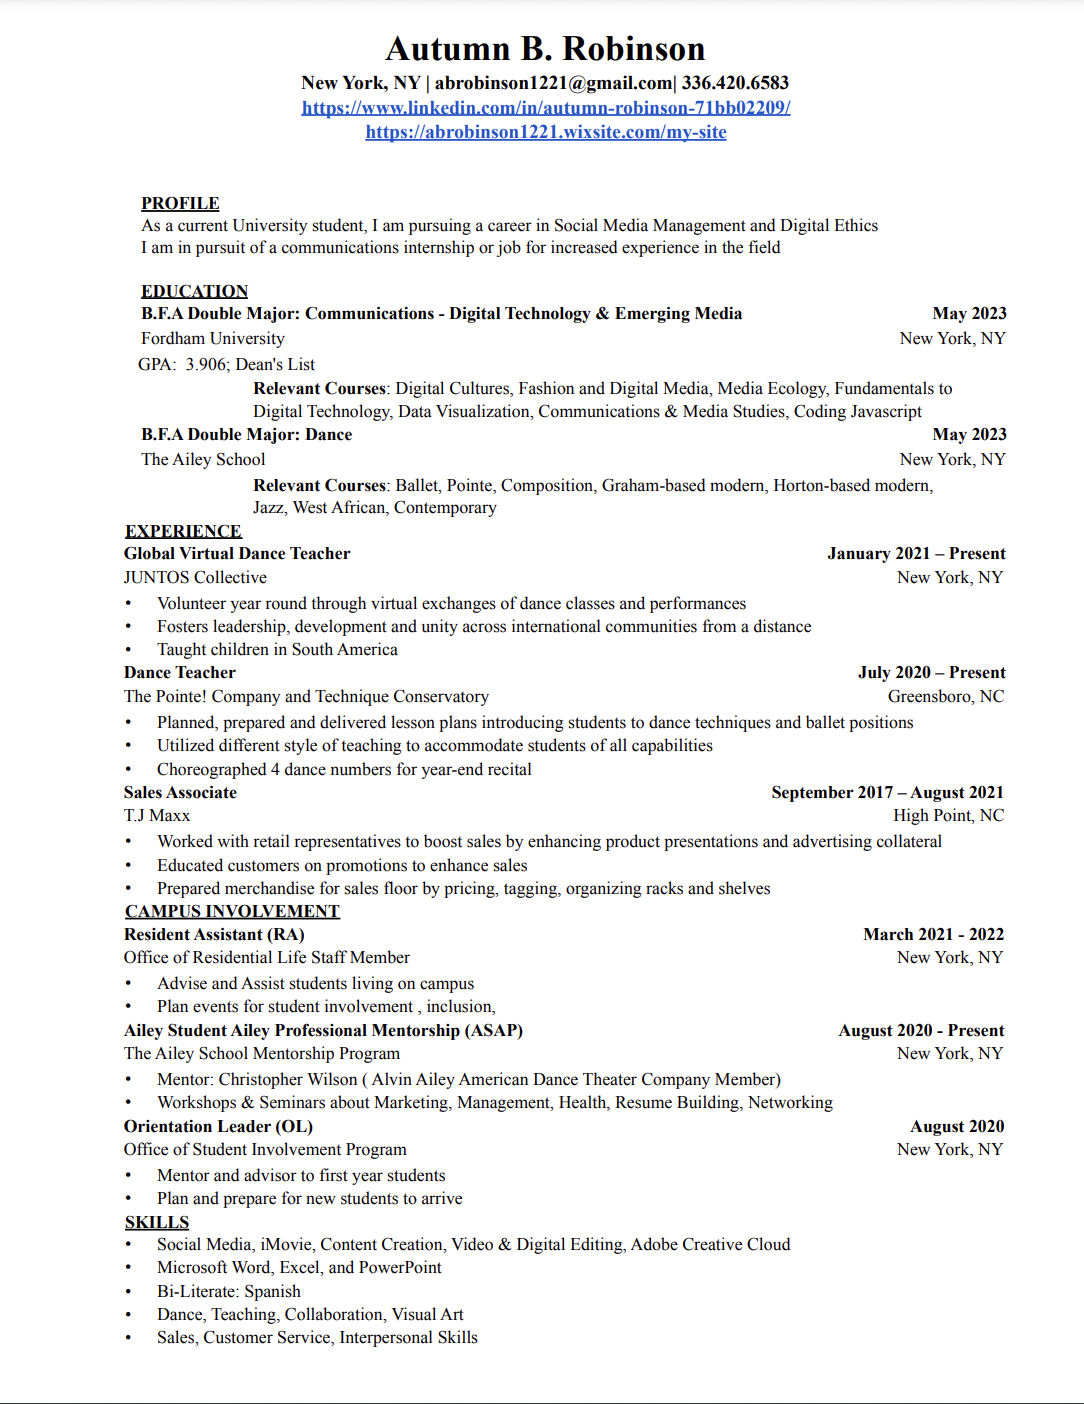 Autumn B. Robinson
New York, NY | abrobinson1221@gmail.com| 336.420.6583
https://www.linkedin.com/in/autumn-robinson-71bb02209/
https://abrobinson1221.wixsite.com/my-site
PROFILE
As a current University student, I am pursuing a career in Social Media Management and Digital Ethics
I am in pursuit of a communications internship or job for increased experience in the field
EDUCATION
B.F.A Double Major: Communications - Digital Technology & Emerging Media May 2023
Fordham University New York, NY
GPA: 3.906; Dean's List
Relevant Courses: Digital Cultures, Fashion and Digital Media, Media Ecology, Fundamentals to
Digital Technology, Data Visualization, Communications & Media Studies, Coding Javascript
B.F.A Double Major: Dance May 2023
The Ailey School New York, NY
Relevant Courses: Ballet, Pointe, Composition, Graham-based modern, Horton-based modern,
Jazz, West African, Contemporary
EXPERIENCE
Global Virtual Dance Teacher January 2021 – Present
JUNTOS Collective New York, NY
• Volunteer year round through virtual exchanges of dance classes and performances
• Fosters leadership, development and unity across international communities from a distance
• Taught children in South America
Dance Teacher July 2020 – Present
The Pointe! Company and Technique Conservatory Greensboro, NC
• Planned, prepared and delivered lesson plans introducing students to dance techniques and ballet positions
• Utilized different style of teaching to accommodate students of all capabilities
• Choreographed 4 dance numbers for year-end recital
Sales Associate September 2017 – August 2021
T.J Maxx High Point, NC
• Worked with retail representatives to boost sales by enhancing product presentations and advertising collateral
• Educated customers on promotions to enhance sales
• Prepared merchandise for sales floor by pricing, tagging, organizing racks and shelves
CAMPUS INVOLVEMENT
Resident Assistant (RA) March 2021 - 2022
Office of Residential Life Staff Member New York, NY
• Advise and Assist students living on campus
• Plan events for student involvement , inclusion,
Ailey Student Ailey Professional Mentorship (ASAP) August 2020 - Present
The Ailey School Mentorship Program New York, NY
• Mentor: Christopher Wilson ( Alvin Ailey American Dance Theater Company Member)
• Workshops & Seminars about Marketing, Management, Health, Resume Building, Networking
Orientation Leader (OL) August 2020
Office of Student Involvement Program New York, NY
• Mentor and advisor to first year students
• Plan and prepare for new students to arrive
SKILLS
• Social Media, iMovie, Content Creation, Video & Digital Editing, Adobe Creative Cloud
• Microsoft Word, Excel, and PowerPoint
• Bi-Literate: Spanish
• Dance, Teaching, Collaboration, Visual Art
• Sales, Customer Service, Interpersonal Skills